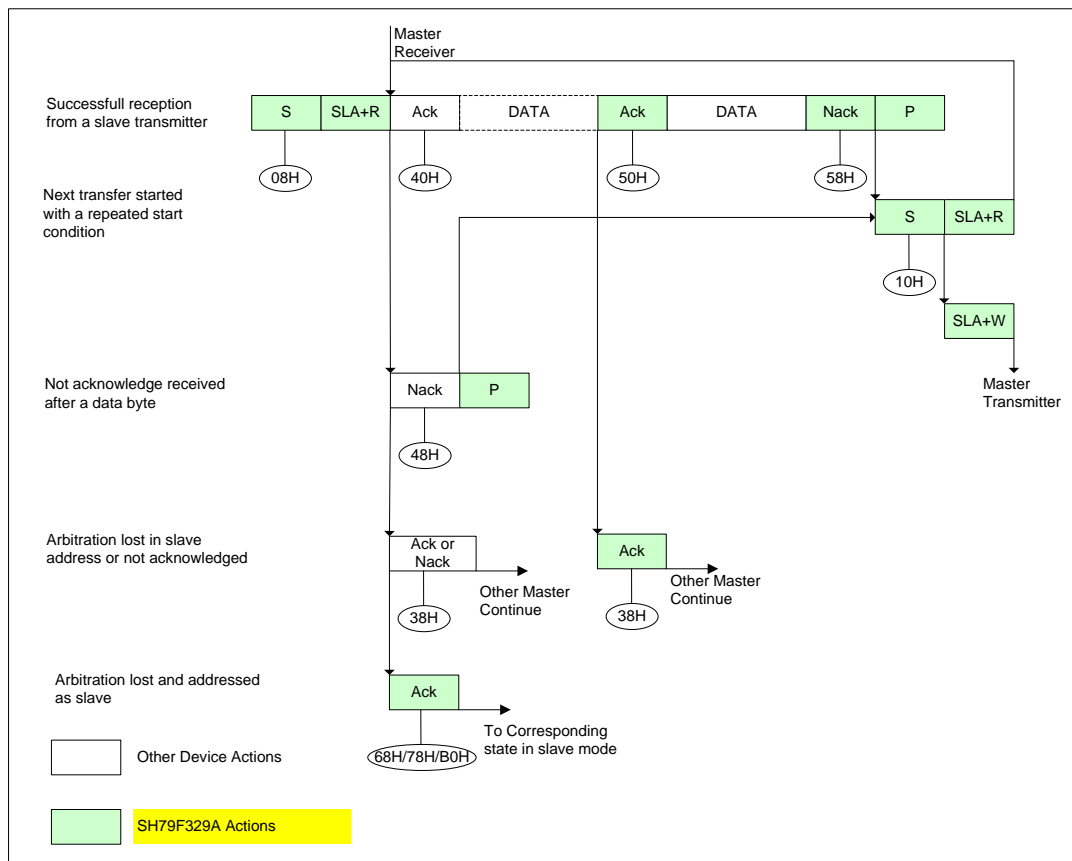 Master
Receiver
Successfull reception
from a slave transmitter
S
SLA+R
Ack
DATA
Ack
DATA
Nack
P
08H
40H
50H
58H
Next transfer started
with a repeated start
condition
S
SLA+R
10H
SLA+W
Not acknowledge received
after a data byte
Nack
P
Master
Transmitter
48H
Arbitration lost in slave
address or not acknowledged
Ack or
Nack
Other Master
Continue
Ack
Other Master
Continue
38H
38H
Arbitration lost and addressed
as slave
Ack
To Corresponding
state in slave mode
68H/78H/B0H
Other Device Actions
SH79F329A Actions